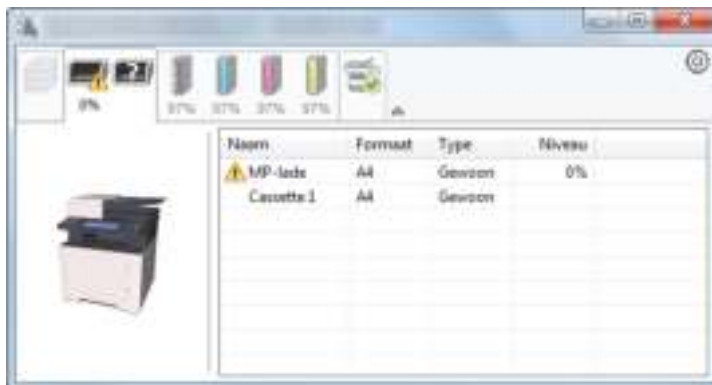 0% 97% 97% 97% 97%
Naam Formaat Type Niveau
MP-lade A4 Gewoon 0%
Cassette 1 A4 Gewoon